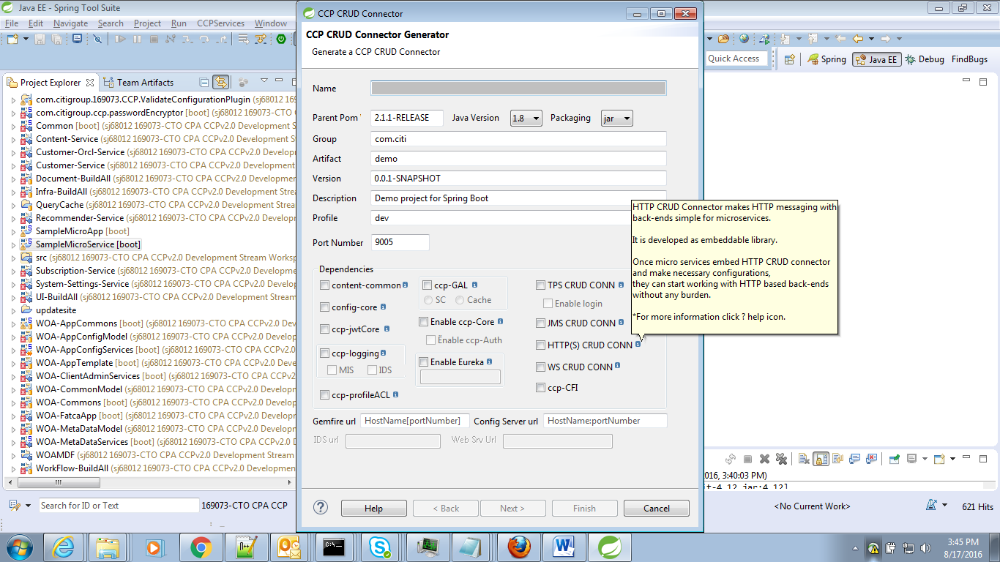 Java EE - Spring Tool Suite
File Edit Navigate Search Project Run CCPServices Window
Quick Access
Spring Java EE Debug FindBugs
Project Explorer Team Artifacts
com.citigroup.169073.CCP.ValidateConfigurationPlugin (sj68012 169
com.citigroup.ccp.passwordEncryptor [boot] (sj68012 169073-CTO
Common [boot] (sj68012 169073-CTO CPA CCPv2.0 Development S
Content-Service (sj68012 169073-CTO CPA CCPv2.0 Development St
Customer-Orcl-Service (sj68012 169073-CTO CPA CCPv2.0 Develop
Customer-Service (sj68012 169073-CTO CPA CCPv2.0 Development
Document-BuildAll (sj68012 169073-CTO CPA CCPv2.0 Developmen
Infra-BuildAll (sj68012 169073-CTO CPA CCPv2.0 Development Strea
QueryCache (sj68012 169073-CTO CPA CCPv2.0 Development Stream
Recommender-Service (sj68012 169073-CTO CPA CCPv2.0 Developm
SampleMicroApp [boot]
SampleMicroService [boot]
src (sj68012 169073-CTO CPA CCPv2.0 Development Stream Worksp
Subscription-Service (sj68012 169073-CTO CPA CCPv2.0 Developme
System-Settings-Service (sj68012 169073-CTO CPA CCPv2.0 Develop
UI-BuildAll (sj68012 169073-CTO CPA CCPv2.0 Development Stream
updatesite
WOA-AppCommons [boot] (sj68012 169073-CTO CPA CCPv2.0 Deve
WOA-AppConfigModel (sj68012 169073-CTO CPA CCPv2.0 Develop
WOA-AppConfigServices [boot] (sj68012 169073-CTO CPA CCPv2.0
WOA-AppTemplate [boot] (sj68012 169073-CTO CPA CCPv2.0 Devel
WOA-ClientAdminServices [boot] (sj68012 169073-CTO CPA CCPv2.
WOA-CommonModel (sj68012 169073-CTO CPA CCPv2.0 Developm
WOA-Commons [boot] (sj68012 169073-CTO CPA CCPv2.0 Develop
WOA-FatcaApp [boot] (sj68012 169073-CTO CPA CCPv2.0 Developm
WOA-MetaDataModel (sj68012 169073-CTO CPA CCPv2.0 Developm
WOA-MetaDataServices [boot] (sj68012 169073-CTO CPA CCPv2.0 D
WOAMDF (sj68012 169073-CTO CPA CCPv2.0 Development Stream
WorkFlow-BuildAll (sj68012 169073-CTO CPA CCPv2.0 Development
Search for ID or Text 169073-CTO CPA CCP
CCP CRUD Connector
CCP CRUD Connector Generator
Generate a CCP CRUD Connector
Name
Parent Pom 2.1.1-RELEASE Java Version 1.8 Packaging jar
Group com.citi
Artifact demo
Version 0.0.1-SNAPSHOT
Description Demo project for Spring Boot
Profile dev
Port Number 9005
Dependencies
content-common ccp-GAL TPS CRUD CONN
SC Cache Enable login
config-core
Enable ccp-Core JMS CRUD CONN
ccp-jwtCore
Enable ccp-Auth HTTP(S) CRUD CONN
ccp-logging
Enable Eureka WS CRUD CONN
MIS IDS
ccp-CFI
ccp-profileACL
Gemfire url HostName[portNumber] Config Server url HostName:portNumber
IDS url Web Srv Url
? Help < Back Next > Finish Cancel
HTTP CRUD Connector makes HTTP messaging with
back-ends simple for microservices.
It is developed as embeddable library.
Once micro services embed HTTP CRUD connector
and make necessary configurations,
they can start working with HTTP based back-ends
without any burden.
*For more information click ? help icon.
016, 3:40:03 PM)
it-4.12.jar:4.12]
<No Current Work> 621 Hits
3:45 PM
8/17/2016